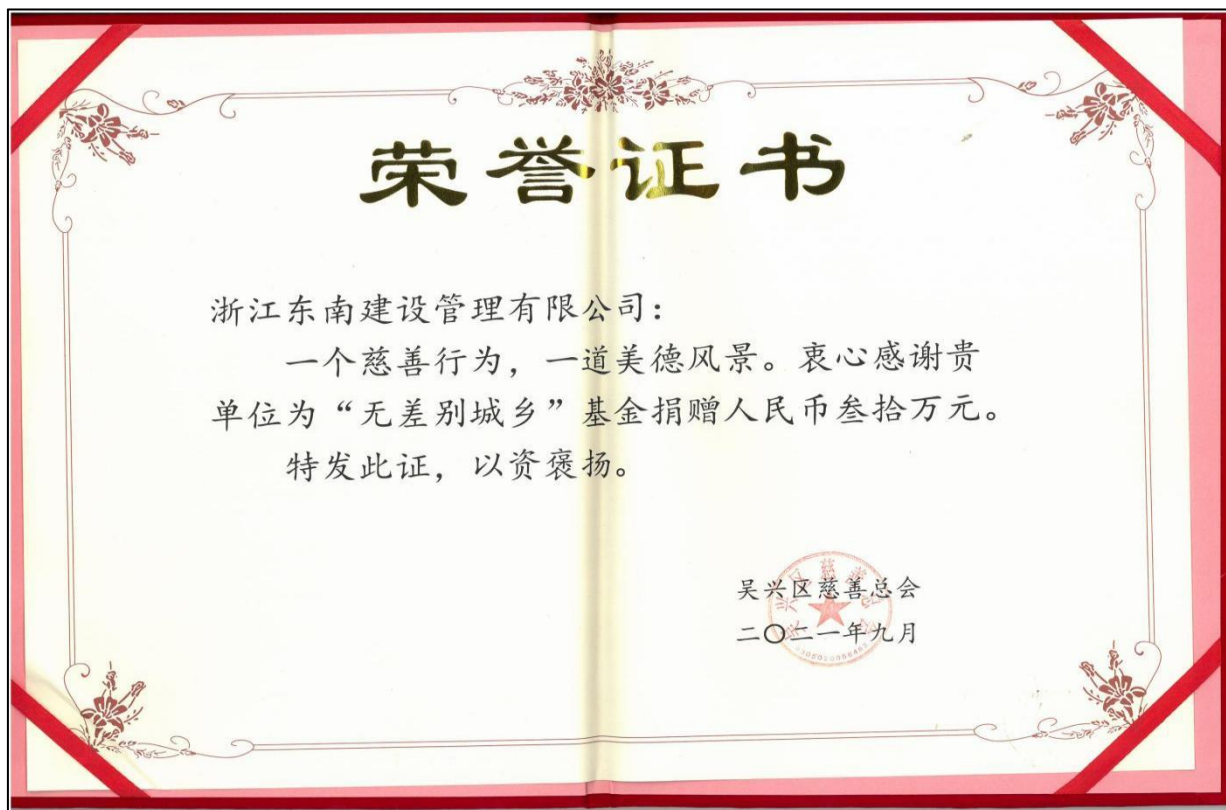 荣誉证书
浙江东南建设管理有限公司：
一个慈善行为，一道美德风景。衷心感谢贵
单位为“无差别城乡”基金捐赠人民币叁拾万元。
特发此证，以资褒扬。
吴兴区慈善总会
二〇二一年九月